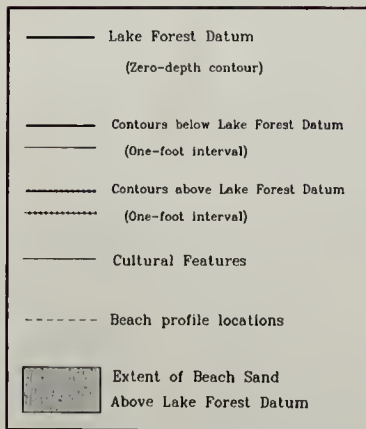 Lake Forest Datum
(Zero-depth contour)
Contours below Lake Forest Datum
(One-foot interval)
Contours above Lake Forest Datum
(One-foot interval)
Cultural Features
Beach profile locations
Extent of Beach Sand
Above Lake Forest Datum